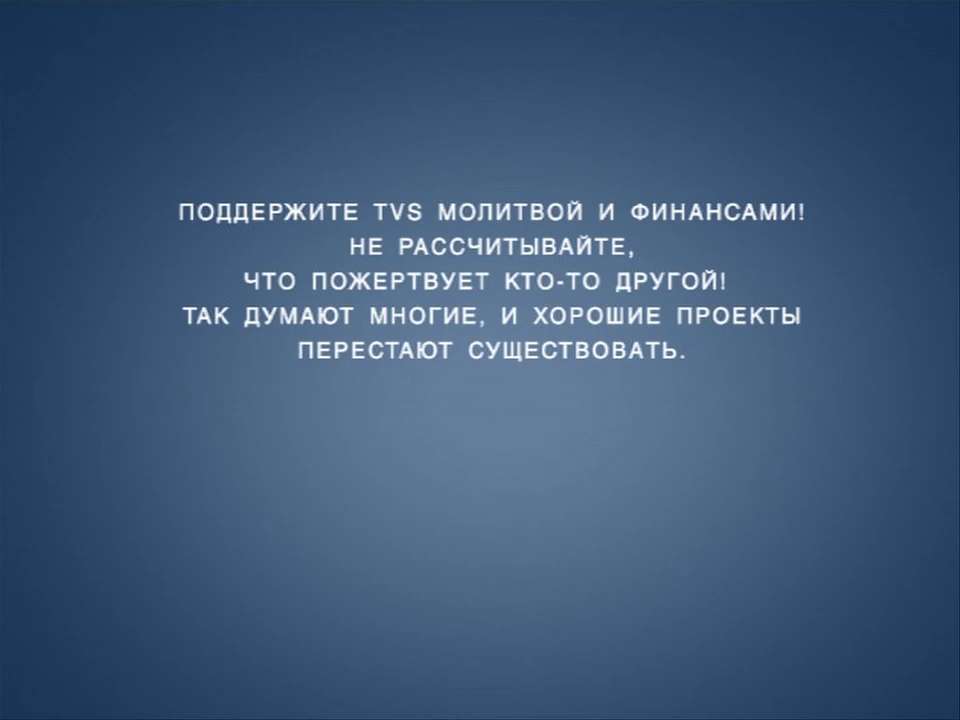 ПОДДЕРЖИТЕ TVS МОЛИТВОЙ И ФИНАНСАМИ!
НЕ РАССЧИТЫВАЙТЕ,
ЧТО ПОЖЕРТВУЕТ КТО-ТО ДРУГОЙ!
ТАК ДУМАЮТ МНОГИЕ, И ХОРОШИЕ ПРОЕКТЫ
ПЕРЕСТАЮТ СУЩЕСТВОВАТЬ.